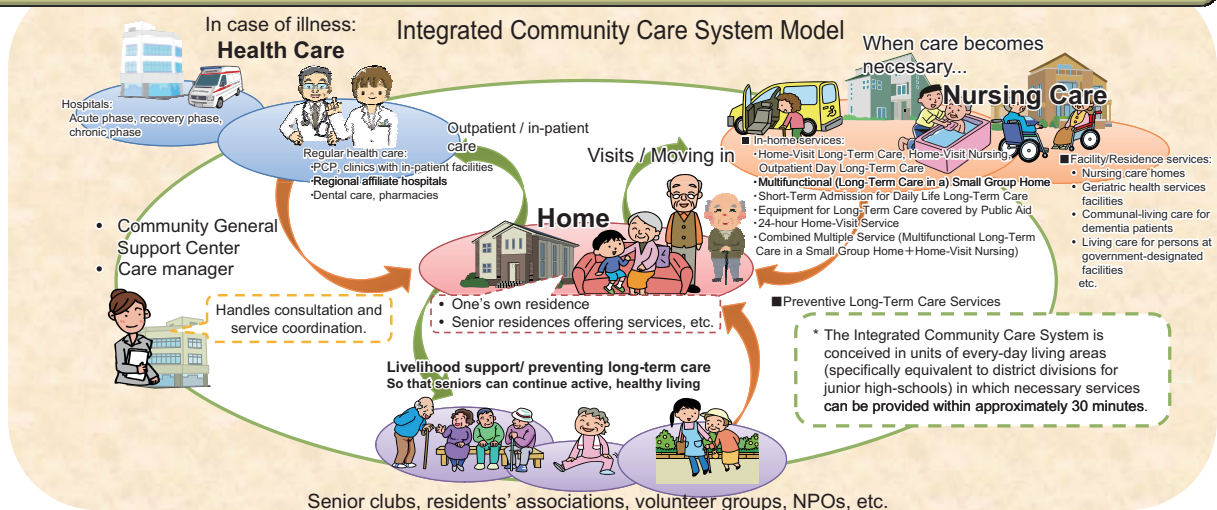 Integrated Community Care System Model
In case of illness:
Health Care
Hospitals:
Acute phase, recovery phase,
chronic phase
Regular health care:
・PCP, clinics with in-patient facilities
・Regional affiliate hospitals
・Dental care, pharmacies
Outpatient / in-patient
care
Visits / Moving in
When care becomes
necessary...
Nursing Care
■ In-home services:
・Home-Visit Long-Term Care, Home-Visit Nursing,
Outpatient Day Long-Term Care
・Multifunctional (Long-Term Care in a) Small Group Home
・Short-Term Admission for Daily Life Long-Term Care
・Equipment for Long-Term Care covered by Public Aid
・24-hour Home-Visit Service
・Combined Multiple Service (Multifunctional Long-Term
Care in a Small Group Home+Home-Visit Nursing)
■Facility/Residence services:
• Nursing care homes
• Geriatric health services
facilities
• Communal-living care for
dementia patients
• Living care for persons at
government-designated
facilities
etc.
■Preventive Long-Term Care Services
Home
• One's own residence
• Senior residences offering services, etc.
• Community General
Support Center
• Care manager
Handles consultation and
service coordination.
Livelihood support/ preventing long-term care
So that seniors can continue active, healthy living
* The Integrated Community Care System is
conceived in units of every-day living areas
(specifically equivalent to district divisions for
junior high-schools) in which necessary services
can be provided within approximately 30 minutes.
Senior clubs, residents' associations, volunteer groups, NPOs, etc.